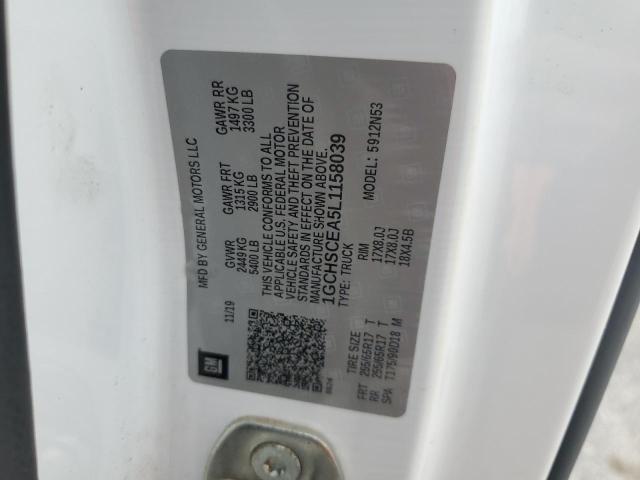 MFD BY GENERAL MOTORS LLC
11/19 GVWR GAWR FRT GAWR RR
2449 KG 1315 KG 1497 KG
5400 LB 2900 LB 3300 LB
THIS VEHICLE CONFORMS TO ALL
APPLICABLE U.S. FEDERAL MOTOR
VEHICLE SAFETY AND THEFT PREVENTION
STANDARDS IN EFFECT ON THE DATE OF
MANUFACTURE SHOWN ABOVE.
1GCHSCEA5L1158039
TYPE: TRUCK MODEL: 5912N53
GM
TIRE SIZE RIM
FRT 255/65R17 T 17X8.0J
RR 255/65R17 T 17X8.0J
SPA T175/90D18 M 18X4.5B